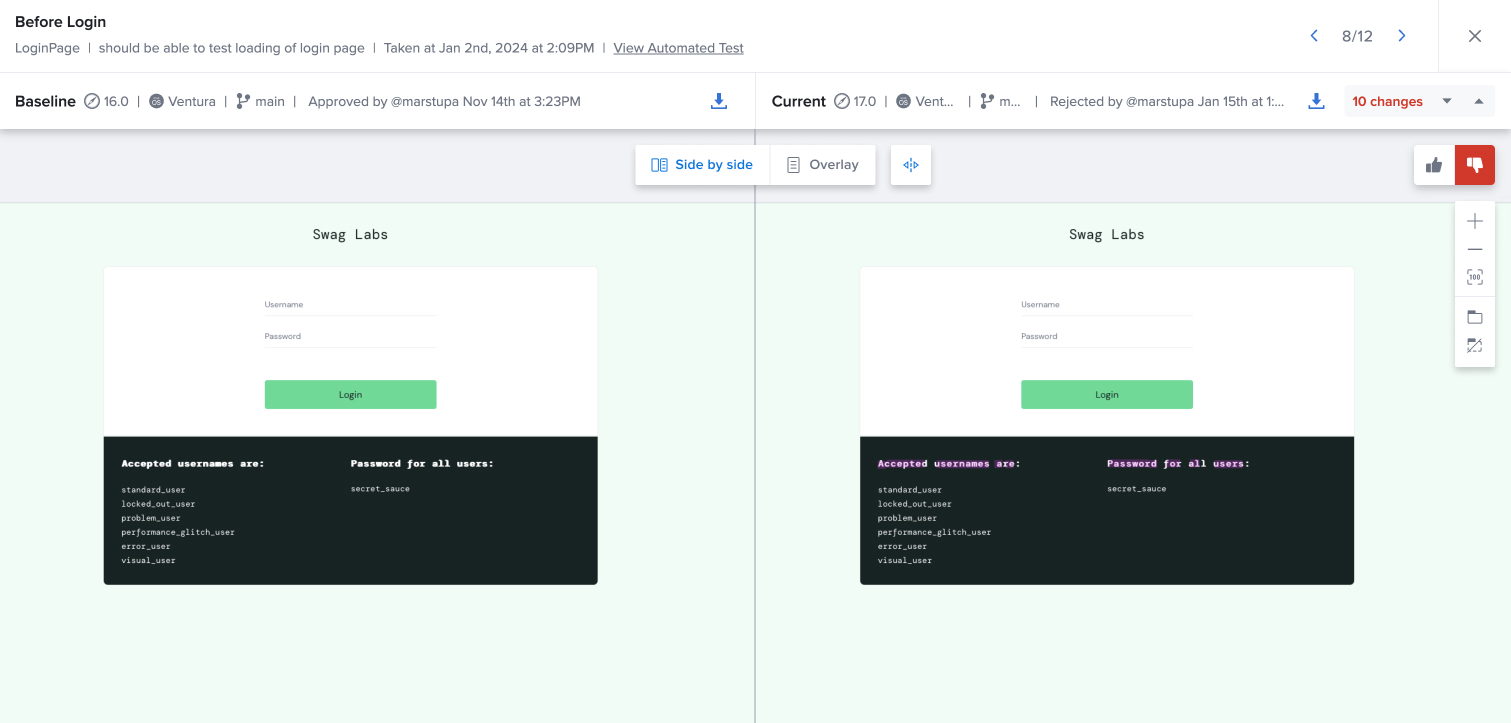 Before Login
LoginPage | should be able to test loading of login page | Taken at Jan 2nd, 2024 at 2:09PM | View Automated Test
8/12
Baseline 16.0 | OS Ventura | main | Approved by @marstupa Nov 14th at 3:23PM
Current 17.0 | OS Vent... | m... | Rejected by @marstupa Jan 15th at 1:...
10 changes
Side by side
Overlay
100
Swag Labs
Username
Password
Login
Accepted usernames are:
standard_user
locked_out_user
problem_user
performance_glitch_user
error_user
visual_user
Password for all users:
secret_sauce
Swag Labs
Username
Password
Login
Accepted usernames are:
standard_user
locked_out_user
problem_user
performance_glitch_user
error_user
visual_user
Password for all users:
secret_sauce